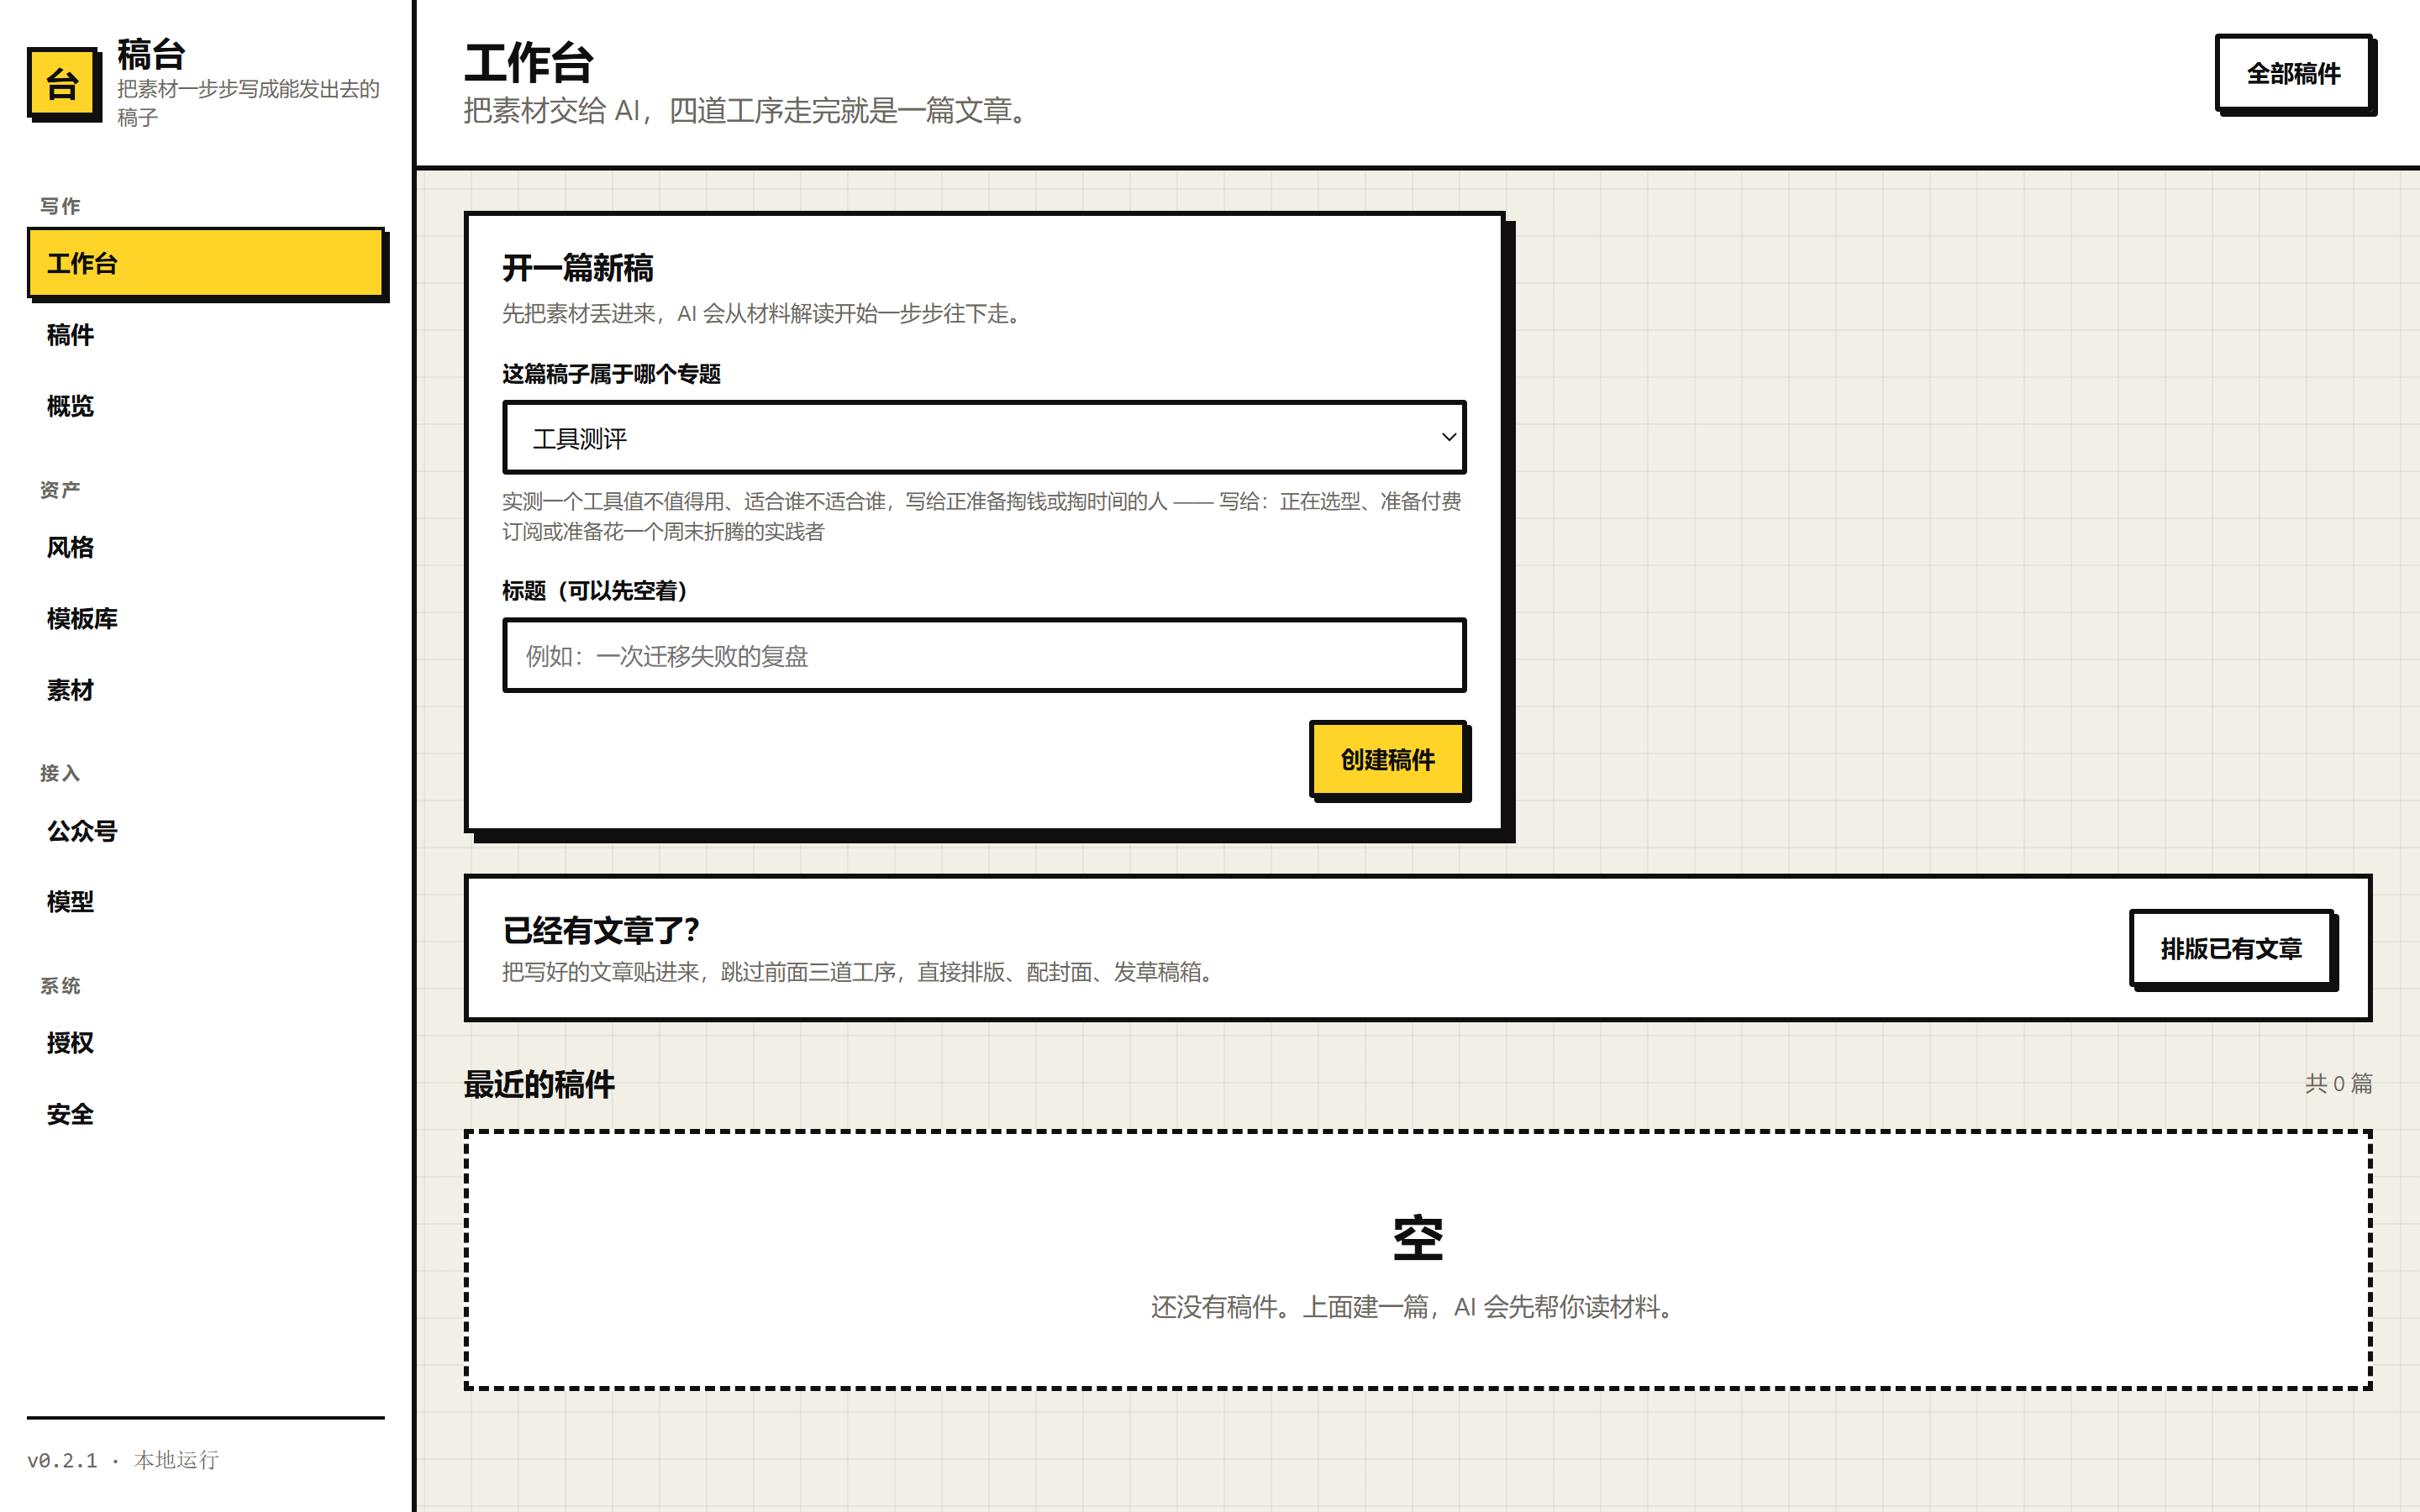 台
稿台
把素材一步步写成能发出去的
稿子
写作
工作台
稿件
概览
资产
风格
模板库
素材
接入
公众号
模型
系统
授权
安全
v0.2.1 · 本地运行
工作台
把素材交给 AI，四道工序走完就是一篇文章。
全部稿件
开一篇新稿
先把素材丢进来，AI 会从材料解读开始一步步往下走。
这篇稿子属于哪个专题
工具测评
实测一个工具值不值得用、适合谁不适合谁，写给正准备掏钱或掏时间的人 —— 写给：正在选型、准备付费
订阅或准备花一个周末折腾的实践者
标题（可以先空着）
例如：一次迁移失败的复盘
创建稿件
已经有文章了？
把写好的文章贴进来，跳过前面三道工序，直接排版、配封面、发草稿箱。
排版已有文章
最近的稿件
共 0 篇
空
还没有稿件。上面建一篇，AI 会先帮你读材料。